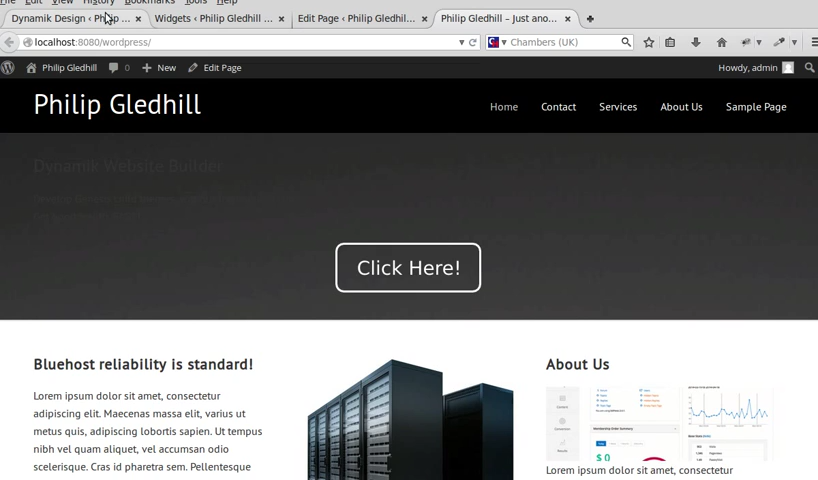 File Edit View History Bookmarks Tools Help
Dynamik Design ‹ Philip ... × Widgets ‹ Philip Gledhill ... × Edit Page ‹ Philip Gledhil... × Philip Gledhill – Just ano... ×
localhost:8080/wordpress/ Chambers (UK)
Philip Gledhill 0 New Edit Page Howdy, admin
Philip Gledhill Home Contact Services About Us Sample Page
Dynamik Website Builder
Click Here!
Bluehost reliability is standard!
Lorem ipsum dolor sit amet, consectetur
adipiscing elit. Maecenas massa elit, varius ut
metus quis, adipiscing lobortis sapien. Ut tempus
nibh vel quam aliquet, vel accumsan odio
scelerisque. Cras id pharetra sem. Pellentesque
About Us
$ 0
Lorem ipsum dolor sit amet, consectetur